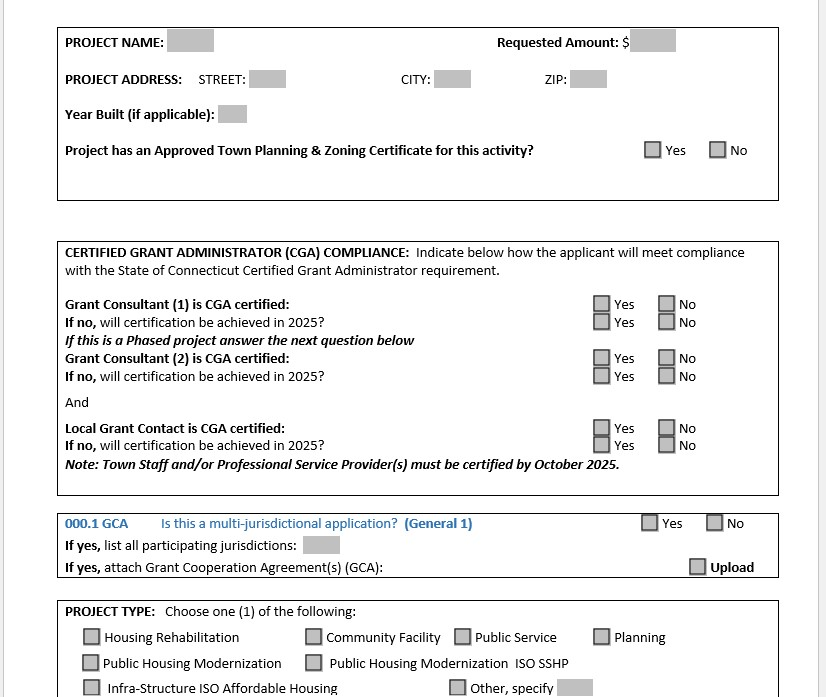 PROJECT NAME: Requested Amount: $
PROJECT ADDRESS: STREET: CITY: ZIP:
Year Built (if applicable):
Project has an Approved Town Planning & Zoning Certificate for this activity? Yes No
CERTIFIED GRANT ADMINISTRATOR (CGA) COMPLIANCE: Indicate below how the applicant will meet compliance
with the State of Connecticut Certified Grant Administrator requirement.
Grant Consultant (1) is CGA certified: Yes No
If no, will certification be achieved in 2025? Yes No
If this is a Phased project answer the next question below
Grant Consultant (2) is CGA certified: Yes No
If no, will certification be achieved in 2025? Yes No
And
Local Grant Contact is CGA certified: Yes No
If no, will certification be achieved in 2025? Yes No
Note: Town Staff and/or Professional Service Provider(s) must be certified by October 2025.
000.1 GCA Is this a multi-jurisdictional application? (General 1) Yes No
If yes, list all participating jurisdictions:
If yes, attach Grant Cooperation Agreement(s) (GCA): Upload
PROJECT TYPE: Choose one (1) of the following:
Housing Rehabilitation Community Facility Public Service Planning
Public Housing Modernization Public Housing Modernization ISO SSHP
Infra-Structure ISO Affordable Housing Other, specify